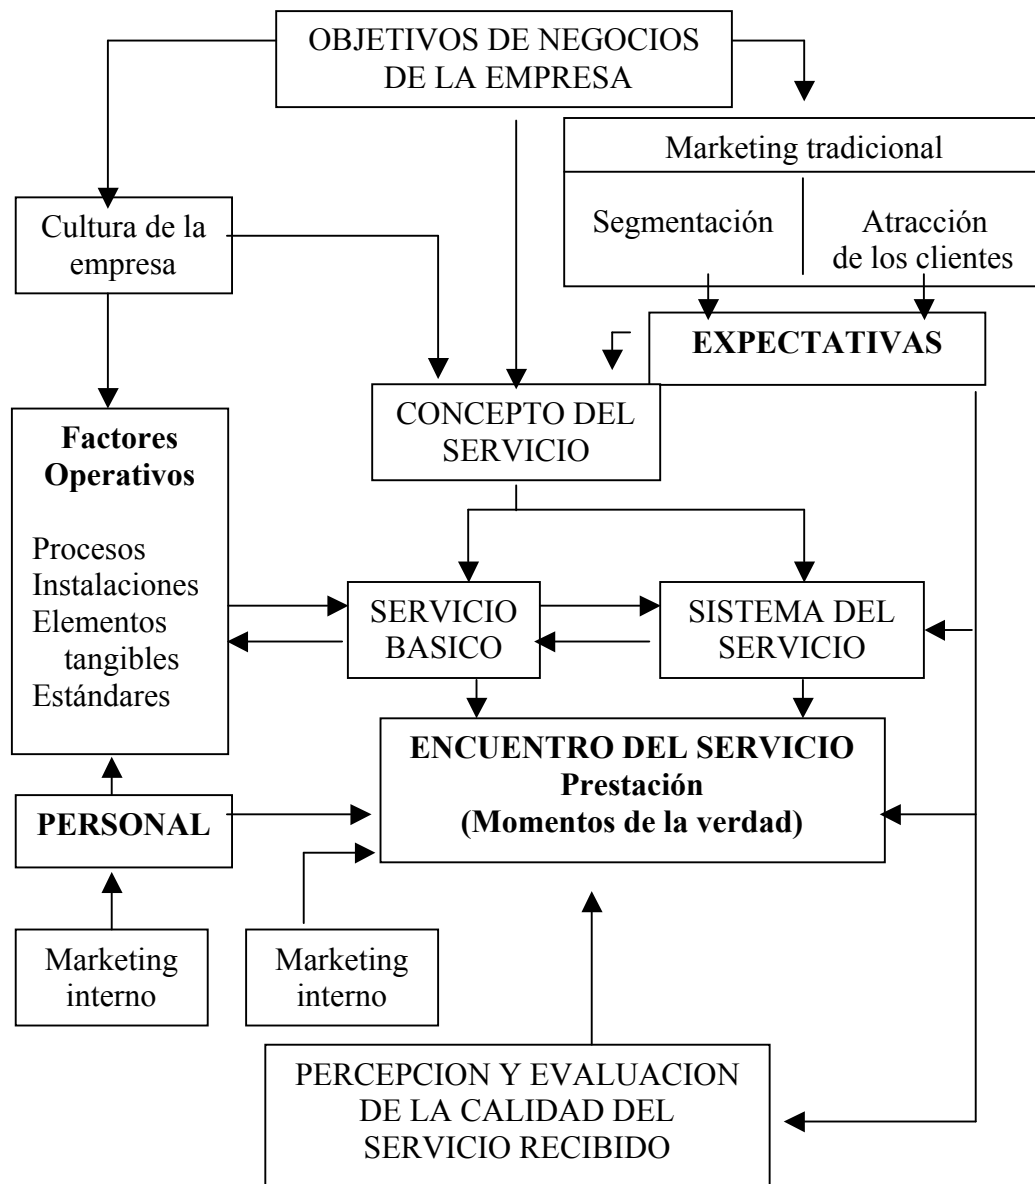 OBJETIVOS DE NEGOCIOS
DE LA EMPRESA
Marketing tradicional
Segmentación
Atracción
de los clientes
Cultura de la
empresa
EXPECTATIVAS
CONCEPTO DEL
SERVICIO
Factores
Operativos
Procesos
Instalaciones
Elementos
tangibles
Estándares
SERVICIO
BASICO
SISTEMA DEL
SERVICIO
ENCUENTRO DEL SERVICIO
Prestación
(Momentos de la verdad)
PERSONAL
Marketing
interno
Marketing
interno
PERCEPCION Y EVALUACION
DE LA CALIDAD DEL
SERVICIO RECIBIDO